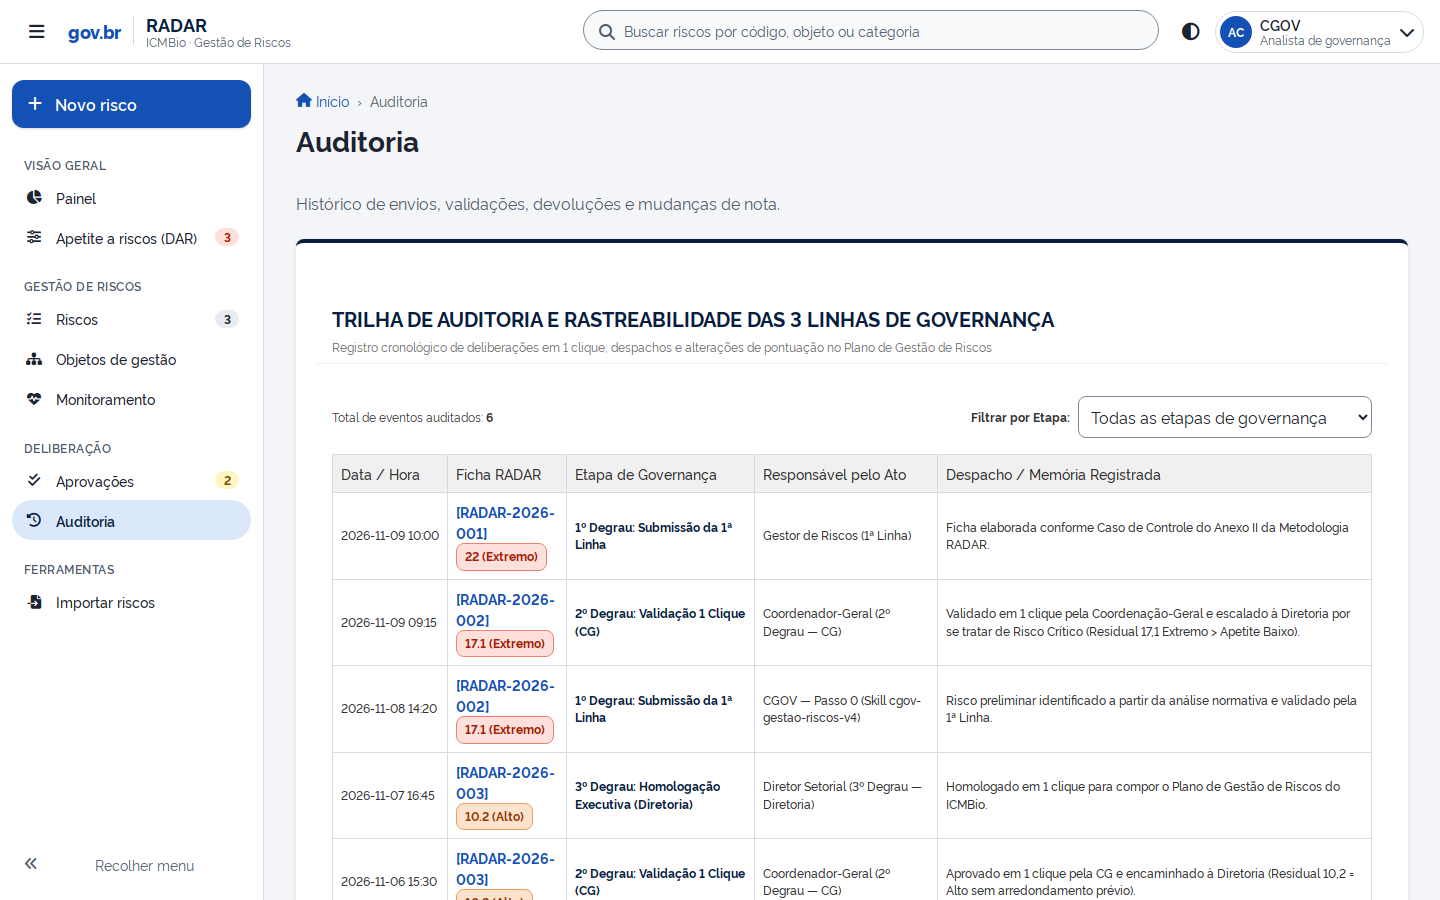 gov.br
RADAR
ICMBio · Gestão de Riscos
Buscar riscos por código, objeto ou categoria
AC
CGOV
Analista de governança
Novo risco
VISÃO GERAL
Painel
Apetite a riscos (DAR)
3
GESTÃO DE RISCOS
Riscos
3
Objetos de gestão
Monitoramento
DELIBERAÇÃO
Aprovações
2
Auditoria
FERRAMENTAS
Importar riscos
Recolher menu
Início › Auditoria
Auditoria
Histórico de envios, validações, devoluções e mudanças de nota.
TRILHA DE AUDITORIA E RASTREABILIDADE DAS 3 LINHAS DE GOVERNANÇA
Registro cronológico de deliberações em 1 clique, despachos e alterações de pontuação no Plano de Gestão de Riscos
Total de eventos auditados: 6
Filtrar por Etapa:
Todas as etapas de governança
Data / Hora
Ficha RADAR
Etapa de Governança
Responsável pelo Ato
Despacho / Memória Registrada
2026-11-09 10:00
[RADAR-2026-
001]
22 (Extremo)
1º Degrau: Submissão da 1ª
Linha
Gestor de Riscos (1ª Linha)
Ficha elaborada conforme Caso de Controle do Anexo II da Metodologia
RADAR.
2026-11-09 09:15
[RADAR-2026-
002]
17.1 (Extremo)
2º Degrau: Validação 1 Clique
(CG)
Coordenador-Geral (2º
Degrau — CG)
Validado em 1 clique pela Coordenação-Geral e escalado à Diretoria por
se tratar de Risco Crítico (Residual 17,1 Extremo > Apetite Baixo).
2026-11-08 14:20
[RADAR-2026-
002]
17.1 (Extremo)
1º Degrau: Submissão da 1ª
Linha
CGOV — Passo 0 (Skill cgov-
gestao-riscos-v4)
Risco preliminar identificado a partir da análise normativa e validado pela
1ª Linha.
2026-11-07 16:45
[RADAR-2026-
003]
10.2 (Alto)
3º Degrau: Homologação
Executiva (Diretoria)
Diretor Setorial (3º Degrau —
Diretoria)
Homologado em 1 clique para compor o Plano de Gestão de Riscos do
ICMBio.
2026-11-06 15:30
[RADAR-2026-
003]
10.2 (Alto)
2º Degrau: Validação 1 Clique
(CG)
Coordenador-Geral (2º
Degrau — CG)
Aprovado em 1 clique pela CG e encaminhado à Diretoria (Residual 10,2 =
Alto sem arredondamento prévio).